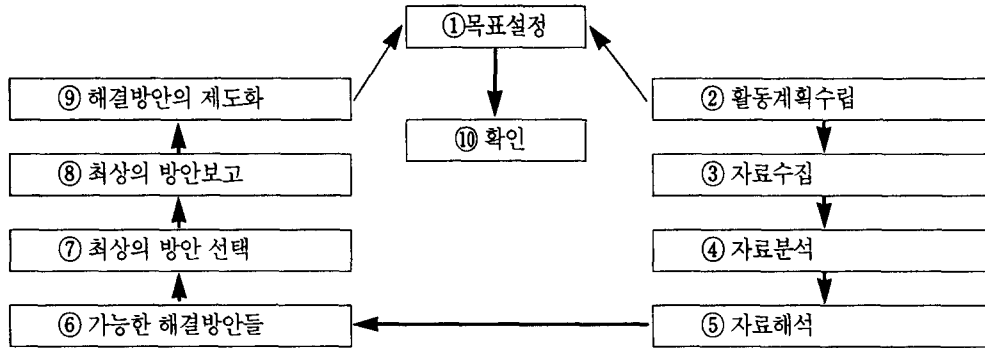 ①목표설정
⑨ 해결방안의 제도화
② 활동계획수립
⑩ 확인
⑧ 최상의 방안보고
③ 자료수집
⑦ 최상의 방안 선택
④ 자료분석
⑥ 가능한 해결방안들
⑤ 자료해석